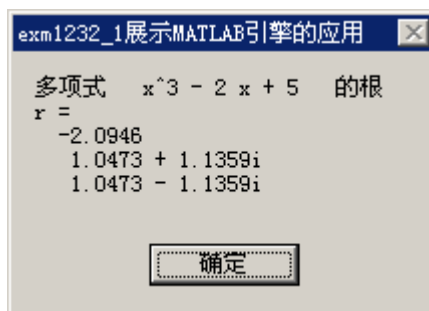 exm1232_1展示MATLAB引擎的应用
多项式 x^3 - 2 x + 5 的根
r =
-2.0946
1.0473 + 1.1359i
1.0473 - 1.1359i
确定